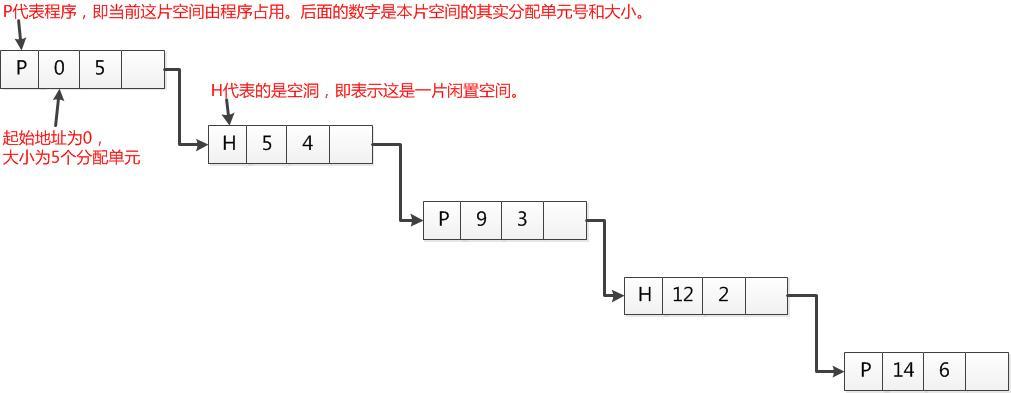 P代表程序，即当前这片空间由程序占用。后面的数字是本片空间的其实分配单元号和大小。
P 0 5
H代表的是空洞，即表示这是一片闲置空间。
起始地址为0，
大小为5个分配单元
H 5 4
P 9 3
H 12 2
P 14 6